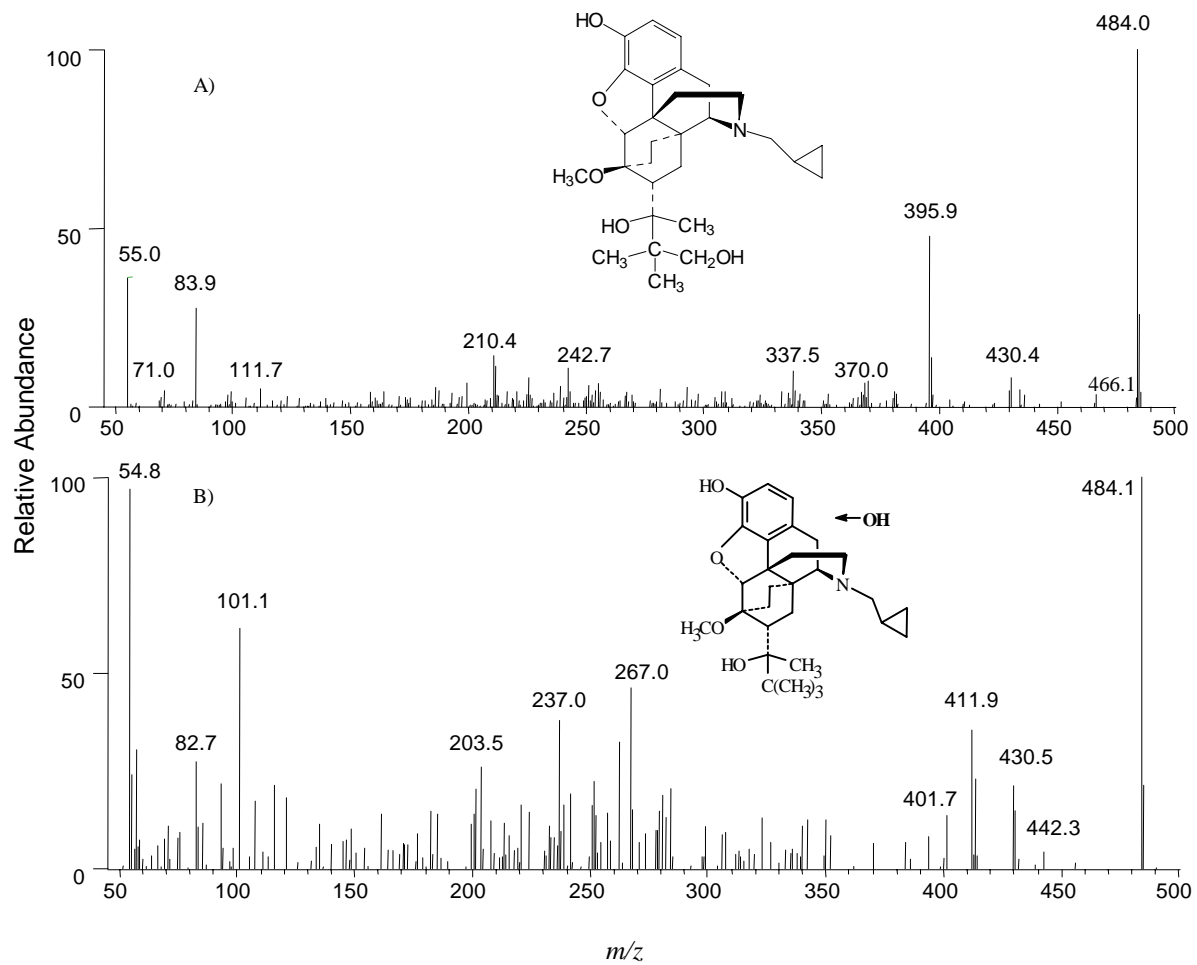 Relative Abundance
100
50
0
A)
HO
O
N
H3CO
HO
CH3
CH3
C
CH2OH
CH3
55.0
71.0
83.9
111.7
210.4
242.7
337.5
370.0
395.9
430.4
466.1
484.0
50 100 150 200 250 300 350 400 450 500
100
50
0
B)
HO
OH
O
N
H3CO
HO
CH3
C(CH3)3
54.8
82.7
101.1
203.5
237.0
267.0
401.7
411.9
430.5
442.3
484.1
50 100 150 200 250 300 350 400 450 500
m/z